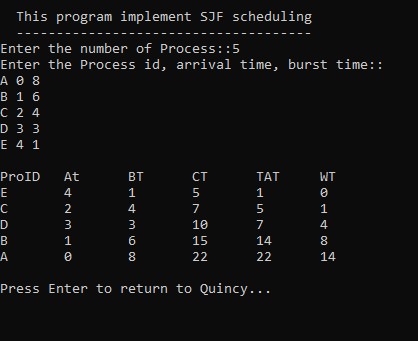 This program implement SJF scheduling
-------------------------------------
Enter the number of Process::5
Enter the Process id, arrival time, burst time::
A 0 8
B 1 6
C 2 4
D 3 3
E 4 1
ProID At BT CT TAT WT
E 4 1 5 1 0
C 2 4 7 5 1
D 3 3 10 7 4
B 1 6 15 14 8
A 0 8 22 22 14
Press Enter to return to Quincy...